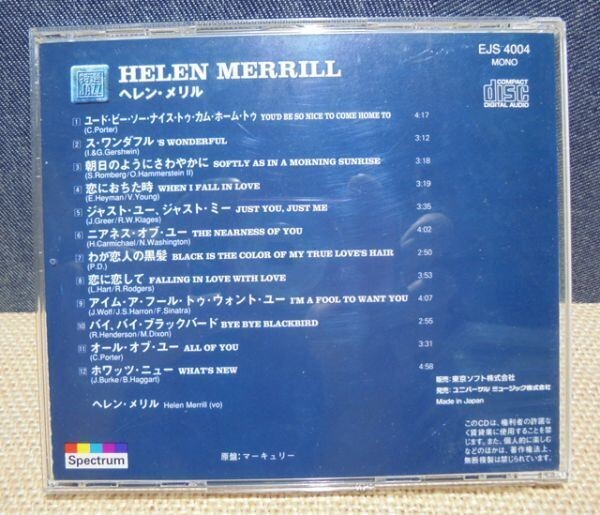 EJS 4004
MONO
COMPACT
disc
DIGITAL AUDIO
JAZZ
HELEN MERRILL
ヘレン・メリル
1 ユード・ビー・ソー・ナイス・トゥ・カム・ホーム・トゥ YOU'D BE SO NICE TO COME HOME TO 4:17
(C.Porter)
2 ス・ワンダフル 'S WONDERFUL 3:12
(I.&G.Gershwin)
3 朝日のようにさわやかに SOFTLY AS IN A MORNING SUNRISE 3:18
(S.Romberg/O.Hammerstein II)
4 恋におちた時 WHEN I FALL IN LOVE 3:19
(E.Heyman/V.Young)
5 ジャスト・ユー、ジャスト・ミー JUST YOU, JUST ME 3:35
(J.Greer/R.W.Klages)
6 ニアネス・オブ・ユー THE NEARNESS OF YOU 4:02
(H.Carmichael/N.Washington)
7 わが恋人の黒髪 BLACK IS THE COLOR OF MY TRUE LOVE'S HAIR 2:50
(P.D.)
8 恋に恋して FALLING IN LOVE WITH LOVE 3:53
(L.Hart/R.Rodgers)
9 アイム・ア・フール・トゥ・ウォント・ユー I'M A FOOL TO WANT YOU 4:07
(J.Wolf/J.S.Harron/F.Sinatra)
10 バイ、バイ・ブラックバード BYE BYE BLACKBIRD 2:55
(R.Henderson/M.Dixon)
11 オール・オブ・ユー ALL OF YOU 3:31
(C.Porter)
12 ホワッツ・ニュー WHAT'S NEW 4:58
(J.Burke/B.Haggart)
ヘレン・メリル Helen Merrill (vo)
販売：東京ソフト株式会社
発売：ユニバーサル ミュージック株式会社
Made in Japan
このCDは、権利者の許諾な
く賃貸業に使用することを禁
じます。また、個人的に楽しむ
などのほかは、著作権法上、
無断複製は禁じられています。
Spectrum
原盤：マーキュリー